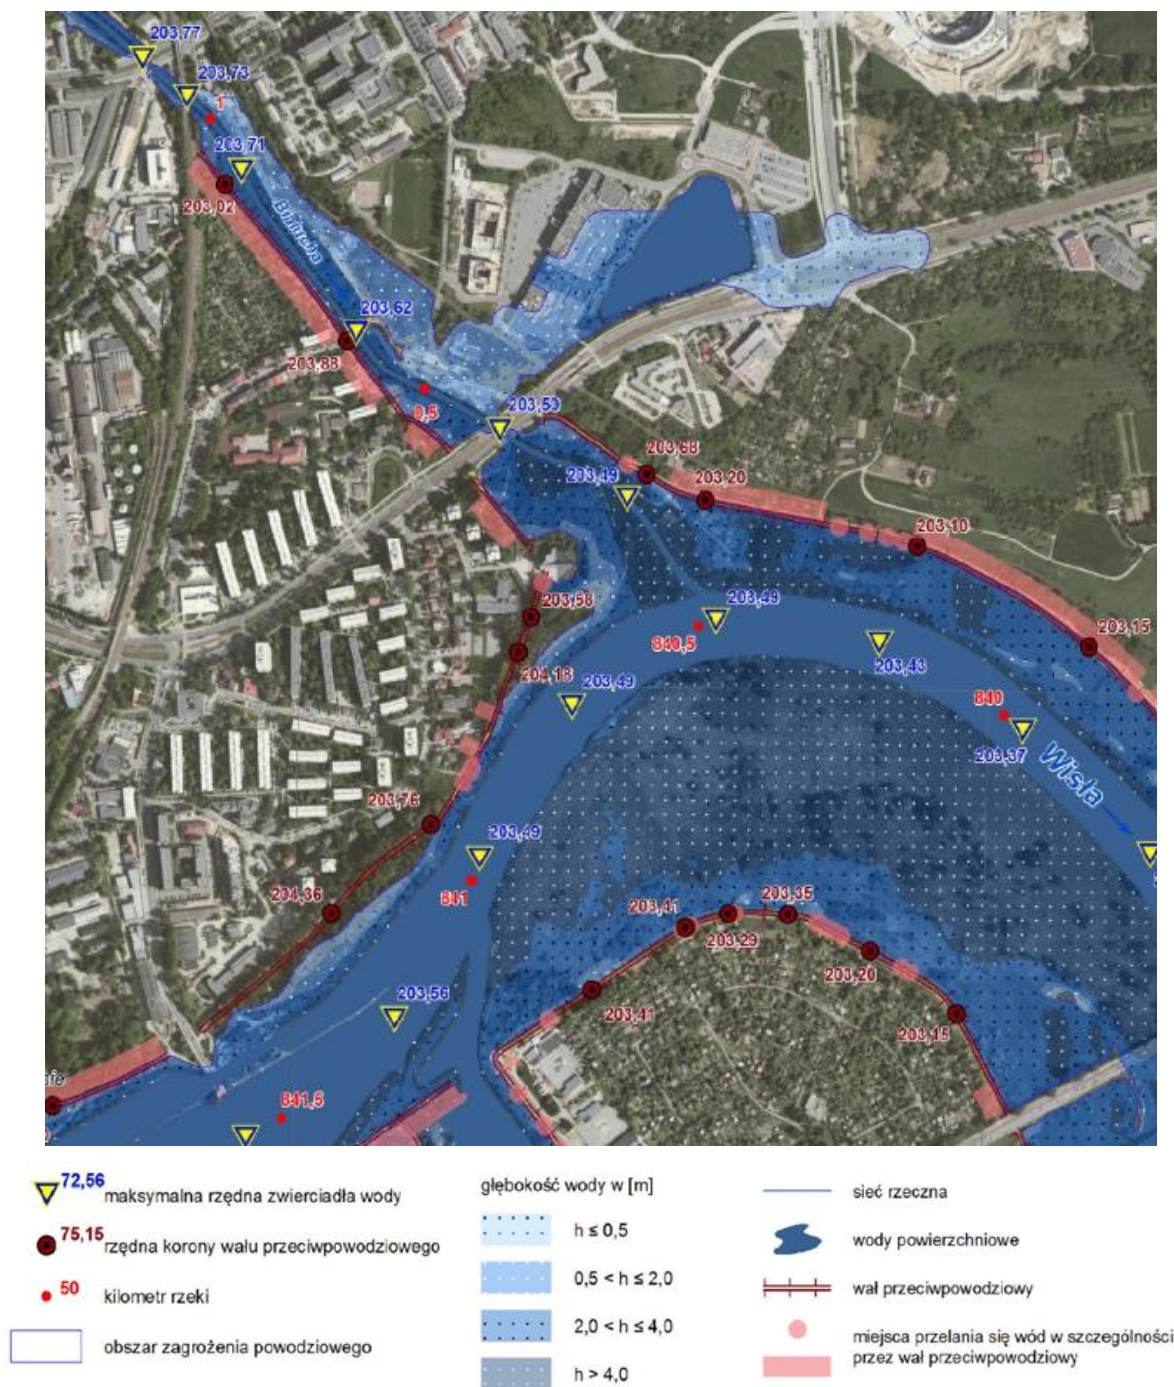 203,77
203,73
1
203,71
203,02
Białucha
203,62
203,88
0,5
203,50
203,68
203,49
203,20
203,10
203,58
203,49
203,15
840,5
204,18
203,43
203,49
840
203,37
Wisła
203,76
203,49
841
204,36
203,41
203,29
203,35
203,20
203,56
203,41
203,15
841,5
72,56
maksymalna rzędna zwierciadła wody
75,15
rzędna korony wału przeciwpowodziowego
50
kilometr rzeki
obszar zagrożenia powodziowego
głębokość wody w [m]
h ≤ 0,5
0,5 < h ≤ 2,0
2,0 < h ≤ 4,0
h > 4,0
sieć rzeczna
wody powierzchniowe
wał przeciwpowodziowy
miejsca przelania się wód w szczególności
przez wał przeciwpowodziowy